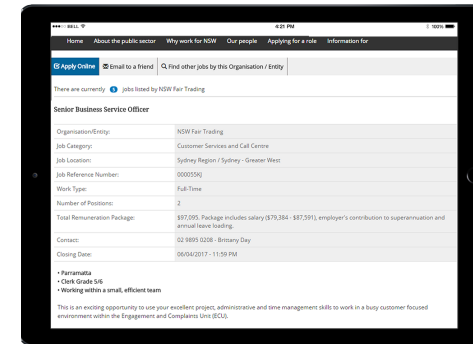 BELL 4:21 PM 100%
Home About the public sector Why work for NSW Our people Applying for a role Information for
Apply Online Email to a friend Find other jobs by this Organisation / Entity
There are currently 5 jobs listed by NSW Fair Trading
Senior Business Service Officer
Organisation/Entity: NSW Fair Trading
Job Category: Customer Services and Call Centre
Job Location: Sydney Region / Sydney - Greater West
Job Reference Number: 000055KJ
Work Type: Full-Time
Number of Positions: 2
Total Remuneration Package: $97,095. Package includes salary ($79,384 - $87,591), employer's contribution to superannuation and
annual leave loading.
Contact: 02 9895 0208 - Brittany Day
Closing Date: 06/04/2017 - 11:59 PM
• Parramatta
• Clerk Grade 5/6
• Working within a small, efficient team
This is an exciting opportunity to use your excellent project, administrative and time management skills to work in a busy customer focused
environment within the Engagement and Complaints Unit (ECU).